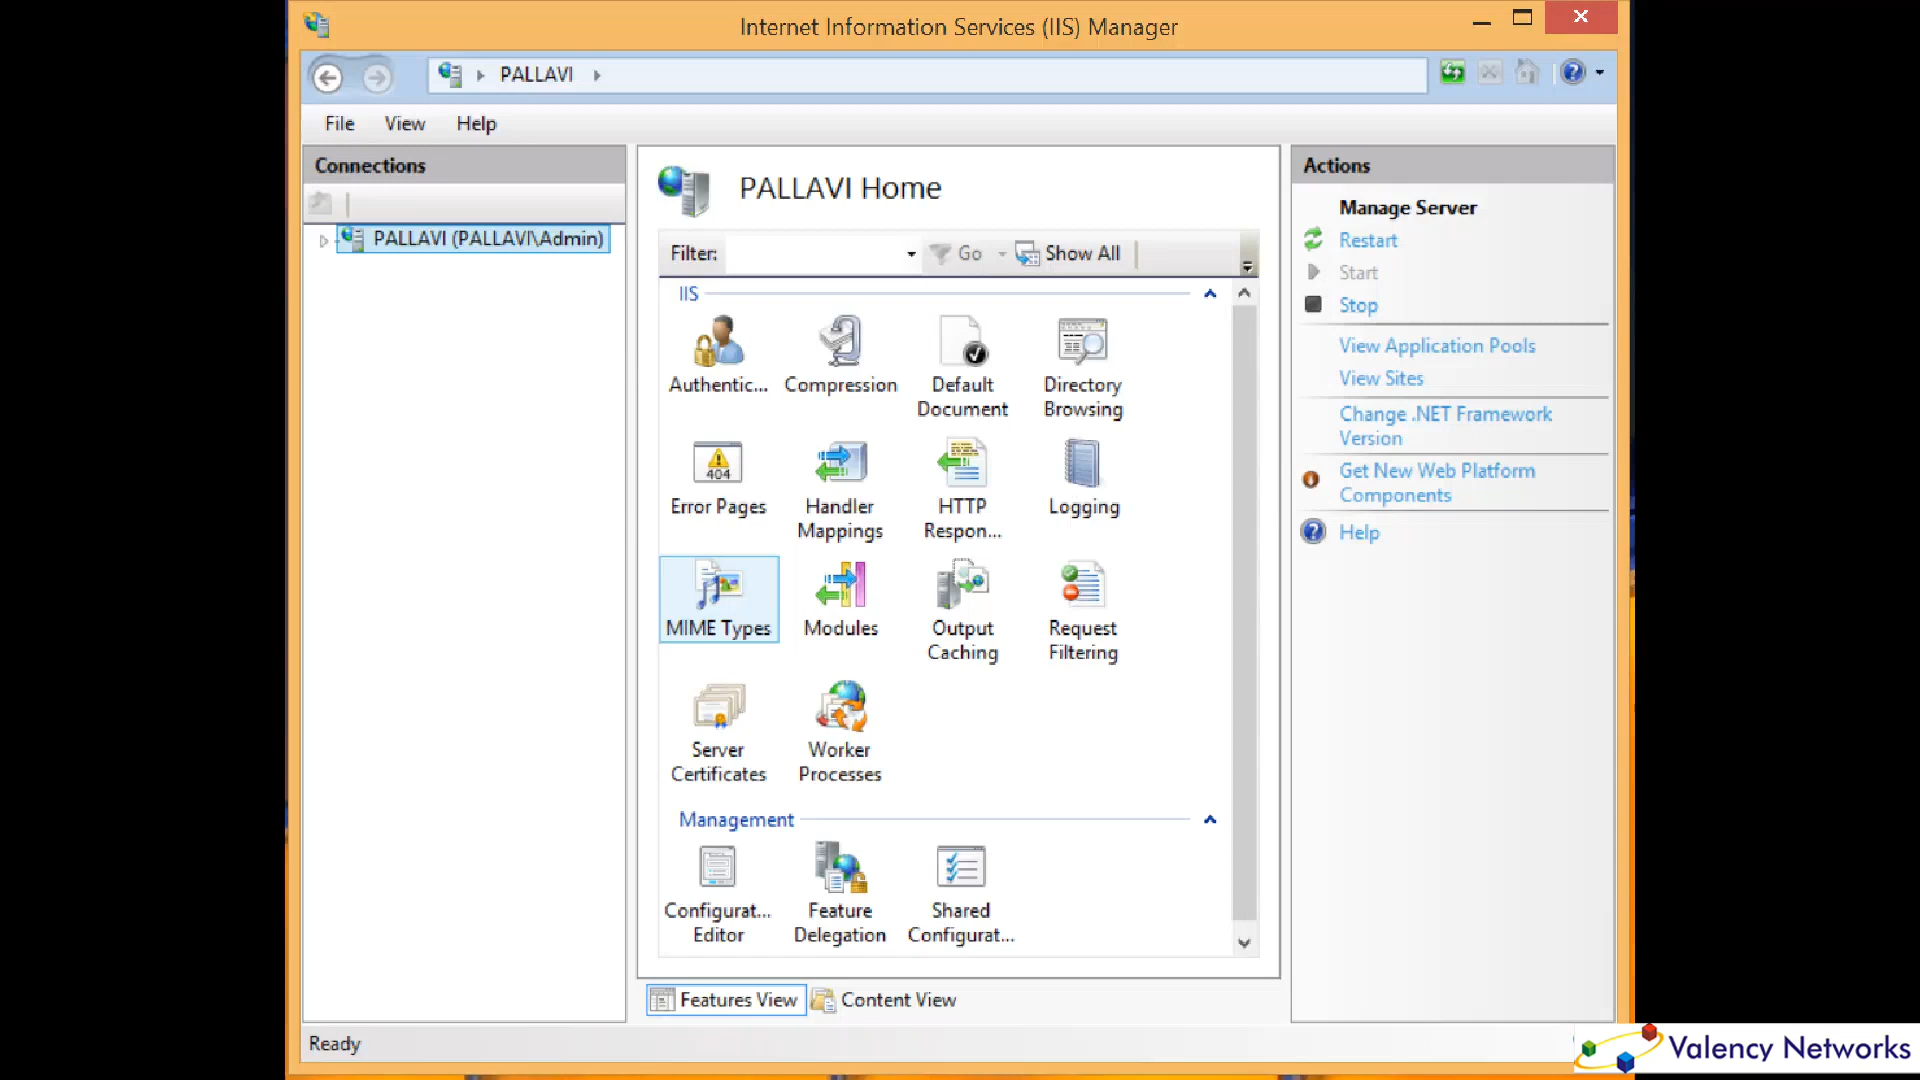 Internet Information Services (IIS) Manager
PALLAVI
File View Help
Connections
PALLAVI (PALLAVI\Admin)
PALLAVI Home
Filter: Go Show All
IIS
Authentic... Compression Default Document Directory Browsing
404
Error Pages Handler Mappings HTTP Respon... Logging
MIME Types Modules Output Caching Request Filtering
Server Certificates Worker Processes
Management
Configurat... Editor Feature Delegation Shared Configurat...
Features View Content View
Actions
Manage Server
Restart
Start
Stop
View Application Pools
View Sites
Change .NET Framework
Version
Get New Web Platform
Components
Help
Ready
Valency Networks